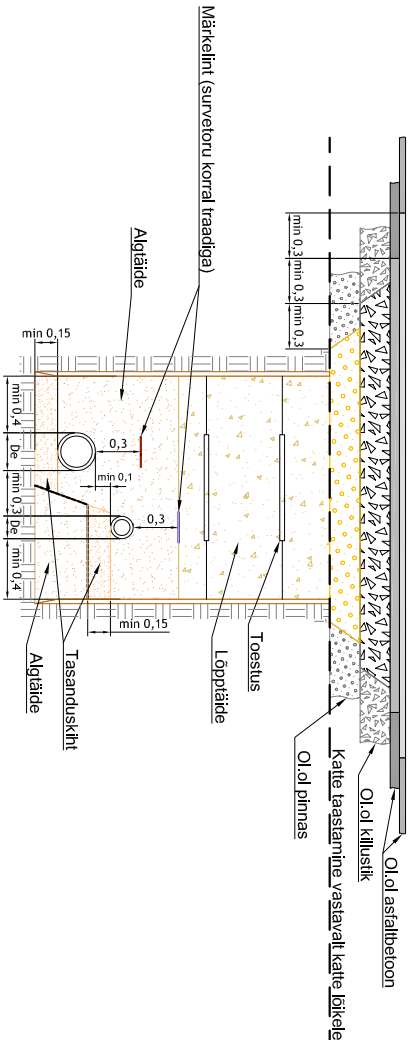 Ol.ol asfaltbetoon
Ol.ol killustik
Katte taastamine vastavalt katte lõikele
Ol.ol pinnas
min 0,3
min 0,3
min 0,3
Märkelint (survetoru korral traadiga)
Toestus
Lõpptäide
Algtäide
0,3
0,3
min 0,1
min 0,15
min 0,15
min 0,4
De
min 0,3
De
min 0,4
Tasanduskiht
Algtäide